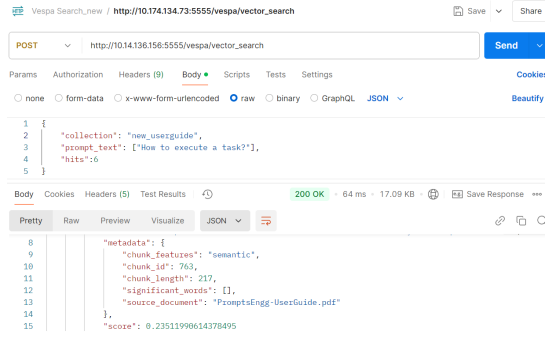 HTTP Vespa Search_new / http://10.174.134.73:5555/vespa/vector_search Save Share
POST http://10.14.136.156:5555/vespa/vector_search Send
Params Authorization Headers (9) Body Scripts Tests Settings Cookies
none form-data x-www-form-urlencoded raw binary GraphQL JSON Beautify
1 {
2 "collection": "new_userguide",
3 "prompt_text": ["How to execute a task?"],
4 "hits":6
5 }
Body Cookies Headers (5) Test Results 200 OK 64 ms 17.09 KB Save Response
Pretty Raw Preview Visualize JSON
8 "metadata": {
9 "chunk_features": "semantic",
10 "chunk_id": 763,
11 "chunk_length": 217,
12 "significant_words": [],
13 "source_document": "PromptsEngg-UserGuide.pdf"
14 },
15 "score": 0.23511990614378495